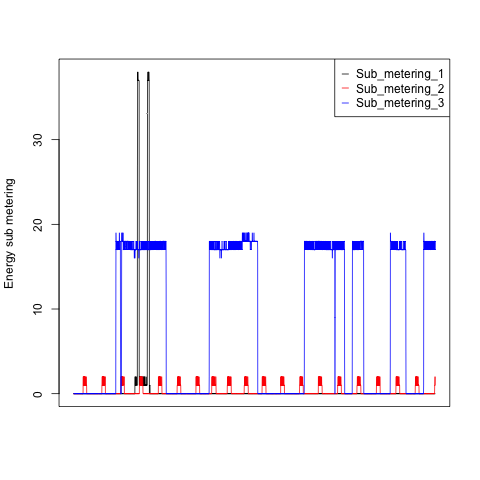 Sub_metering_1
Sub_metering_2
Sub_metering_3
Energy sub metering
30
20
10
0